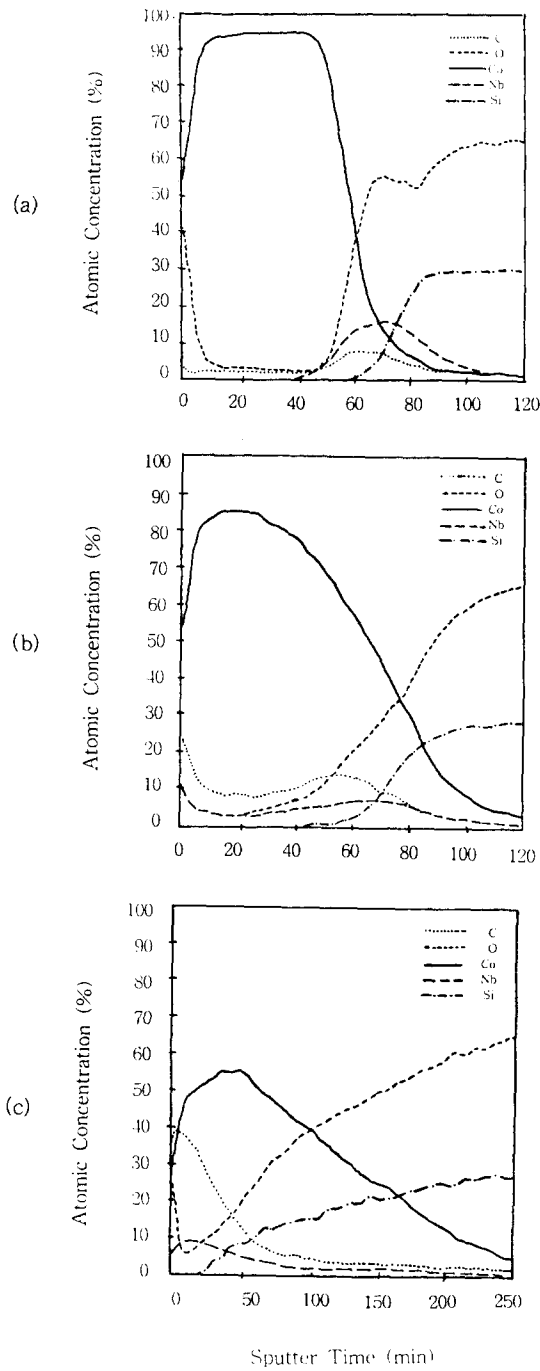 (a)
Atomic Concentration (%)
100
90
80
70
60
50
40
30
20
10
0
0 20 40 60 80 100 120
C
O
Co
Nb
Si
(b)
Atomic Concentration (%)
100
90
80
70
60
50
40
30
20
10
0
0 20 40 60 80 100 120
C
O
Co
Nb
Si
(c)
Atomic Concentration (%)
100
90
80
70
60
50
40
30
20
10
0
0 50 100 150 200 250
C
O
Co
Nb
Si
Sputter Time (min)